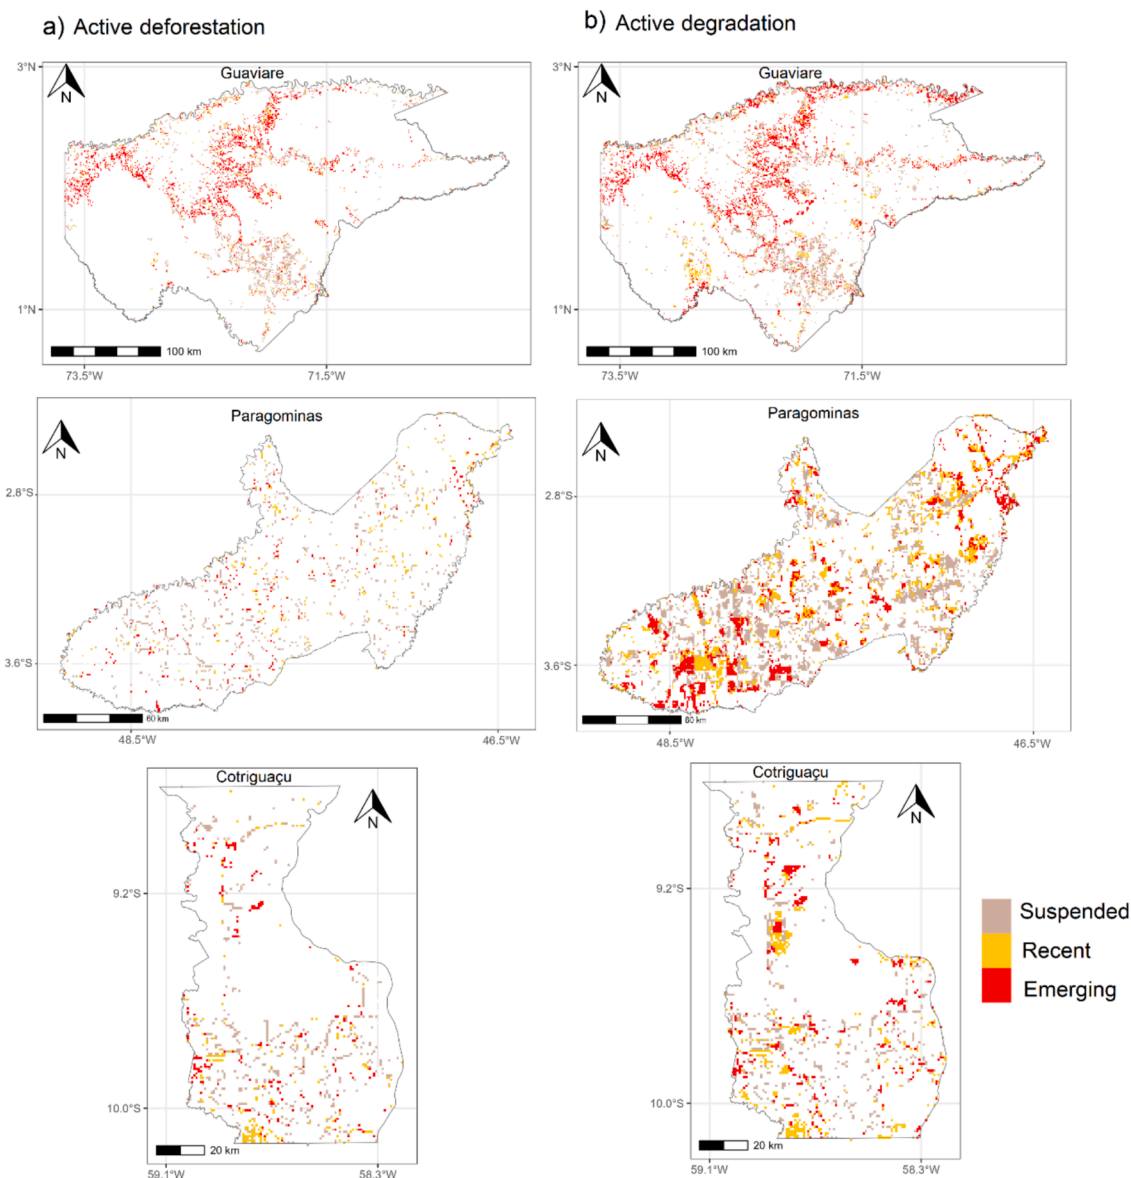 a) Active deforestation
b) Active degradation
Guaviare
N
3°N
1°N
100 km
73.5°W
71.5°W
Guaviare
N
3°N
1°N
100 km
73.5°W
71.5°W
Paragominas
N
2.8°S
3.6°S
60 km
48.5°W
46.5°W
Paragominas
N
2.8°S
3.6°S
60 km
48.5°W
46.5°W
Cotriguaçu
N
9.2°S
10.0°S
20 km
59.1°W
58.3°W
Cotriguaçu
N
9.2°S
10.0°S
20 km
59.1°W
58.3°W
Suspended
Recent
Emerging